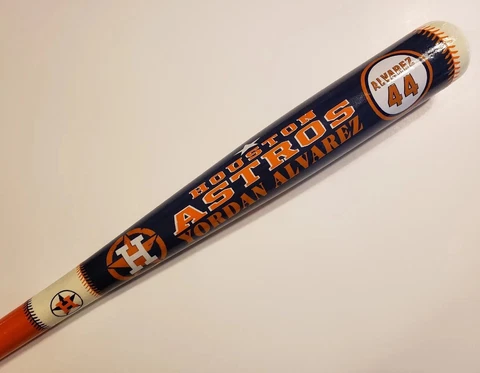 HOUSTON
ASTROS
YORDAN ALVAREZ
ALVAREZ
44
H
H